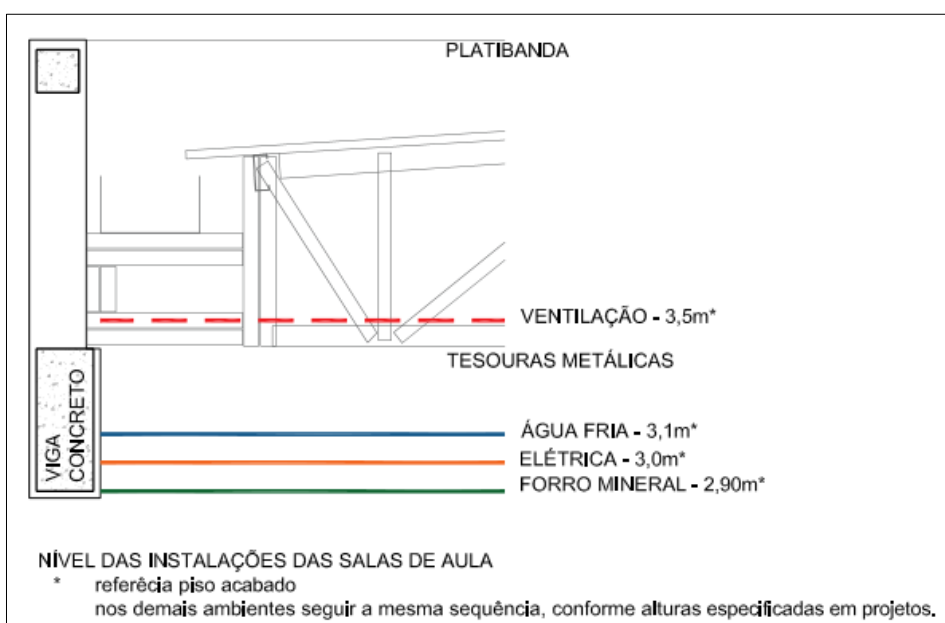 PLATIBANDA
VENTILAÇÃO - 3,5m*
TESOURAS METÁLICAS
VIGA
CONCRETO
ÁGUA FRIA - 3,1m*
ELÉTRICA - 3,0m*
FORRO MINERAL - 2,90m*
NÍVEL DAS INSTALAÇÕES DAS SALAS DE AULA
* referêcia piso acabado
nos demais ambientes seguir a mesma sequência, conforme alturas especificadas em projetos.